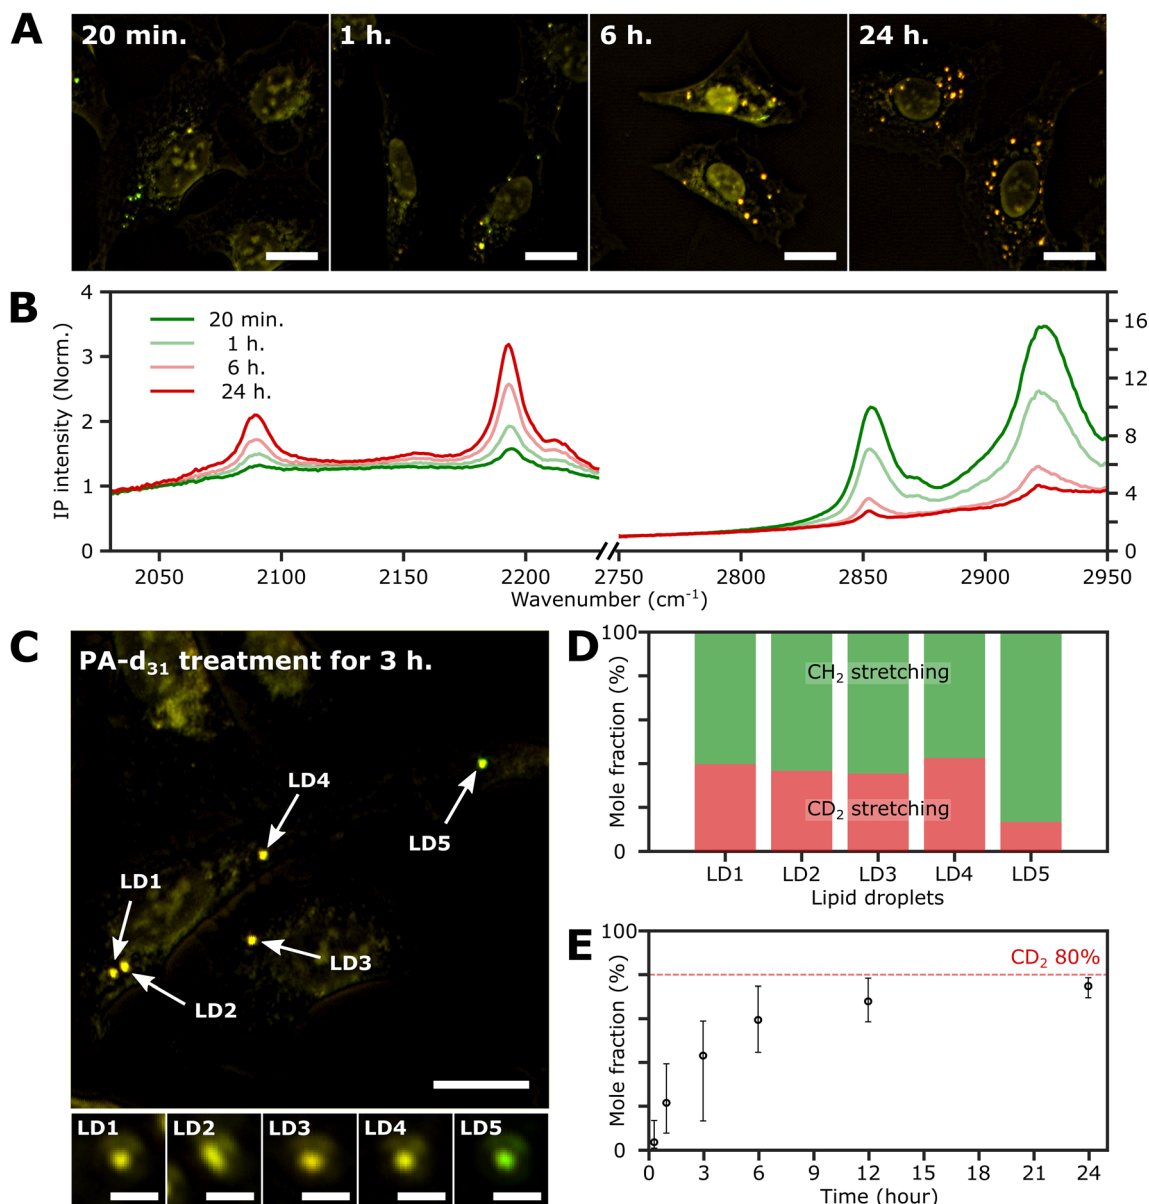 A
20 min.
1 h.
6 h.
24 h.
B
IP intensity (Norm.)
4
3
2
1
0
20 min.
1 h.
6 h.
24 h.
16
12
8
4
0
2050 2100 2150 2200 2750 2800 2850 2900 2950
Wavenumber (cm⁻¹)
C
PA-d₃₁ treatment for 3 h.
LD4
LD5
LD1
LD3
LD2
LD1
LD2
LD3
LD4
LD5
D
Mole fraction (%)
100
0
CH₂ stretching
CD₂ stretching
LD1 LD2 LD3 LD4 LD5
Lipid droplets
E
Mole fraction (%)
100
0
CD₂ 80%
0 3 6 9 12 15 18 21 24
Time (hour)